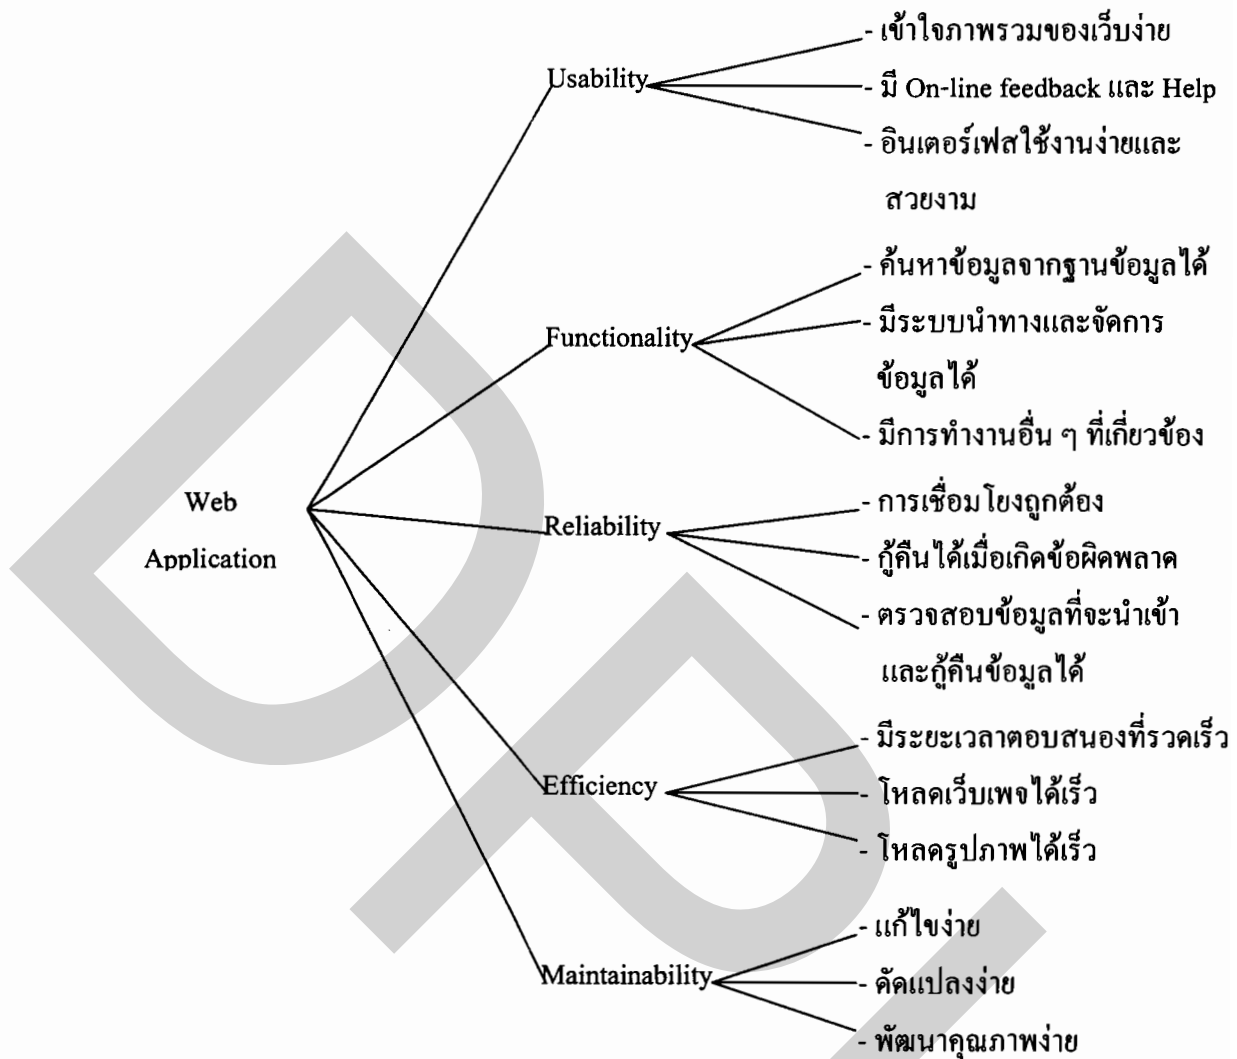 Web
Application
Usability
- เข้าใจภาพรวมของเว็บง่าย
- มี On-line feedback และ Help
- อินเตอร์เฟสใช้งานง่ายและ
สวยงาม
Functionality
- ค้นหาข้อมูลจากฐานข้อมูลได้
- มีระบบนำทางและจัดการ
ข้อมูลได้
- มีการทำงานอื่น ๆ ที่เกี่ยวข้อง
Reliability
- การเชื่อมโยงถูกต้อง
- กู้คืนได้เมื่อเกิดข้อผิดพลาด
- ตรวจสอบข้อมูลที่จะนำเข้า
และกู้คืนข้อมูลได้
Efficiency
- มีระยะเวลาตอบสนองที่รวดเร็ว
- โหลดเว็บเพจได้เร็ว
- โหลดรูปภาพได้เร็ว
Maintainability
- แก้ไขง่าย
- ดัดแปลงง่าย
- พัฒนาคุณภาพง่าย